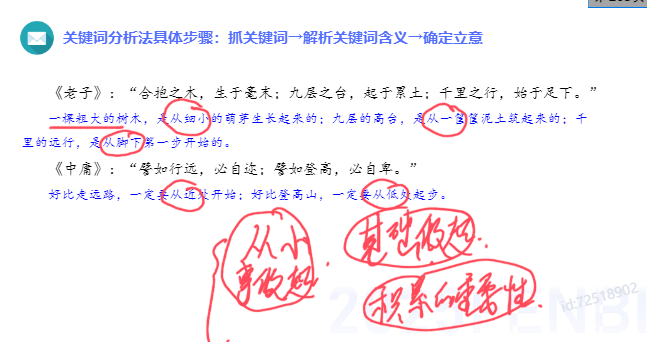 关键词分析法具体步骤：抓关键词→解析关键词含义→确定立意
《老子》：“合抱之木，生于毫末；九层之台，起于累土；千里之行，始于足下。”
一棵粗大的树木，是从细小的萌芽生长起来的；九层的高台，是从一筐筐泥土筑起来的；千
里的远行，是从脚下第一步开始的。
《中庸》：“譬如行远，必自迩；譬如登高，必自卑。”
好比走远路，一定要从近处开始；好比登高山，一定要从低处起步。
从小
事做起
基础做起
积累的重要性
id:72518902